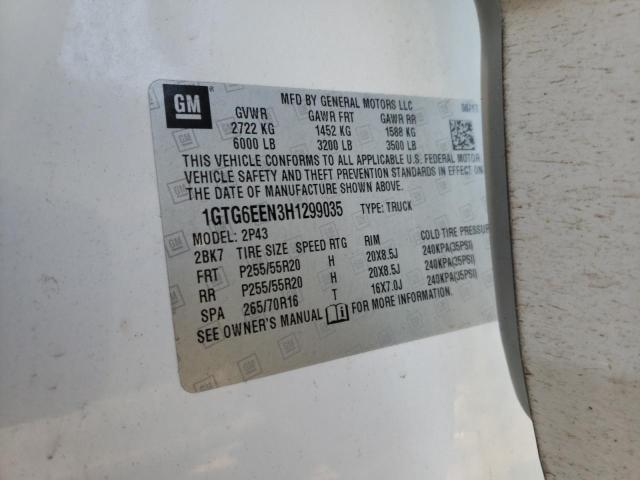 GM
MFD BY GENERAL MOTORS LLC
GVWR GAWR FRT GAWR RR
2722 KG 1452 KG 1588 KG
6000 LB 3200 LB 3500 LB
THIS VEHICLE CONFORMS TO ALL APPLICABLE U.S. FEDERAL MOTOR
VEHICLE SAFETY AND THEFT PREVENTION STANDARDS IN EFFECT ON
THE DATE OF MANUFACTURE SHOWN ABOVE.
1GTG6EEN3H1299035 TYPE: TRUCK
MODEL: 2P43
2BK7 TIRE SIZE SPEED RTG RIM COLD TIRE PRESSUR
FRT P255/55R20 H 20X8.5J 240KPA(35PSI)
RR P255/55R20 H 20X8.5J 240KPA(35PSI)
SPA 265/70R16 T 16X7.0J 240KPA(35PSI)
SEE OWNER'S MANUAL FOR MORE INFORMATION.